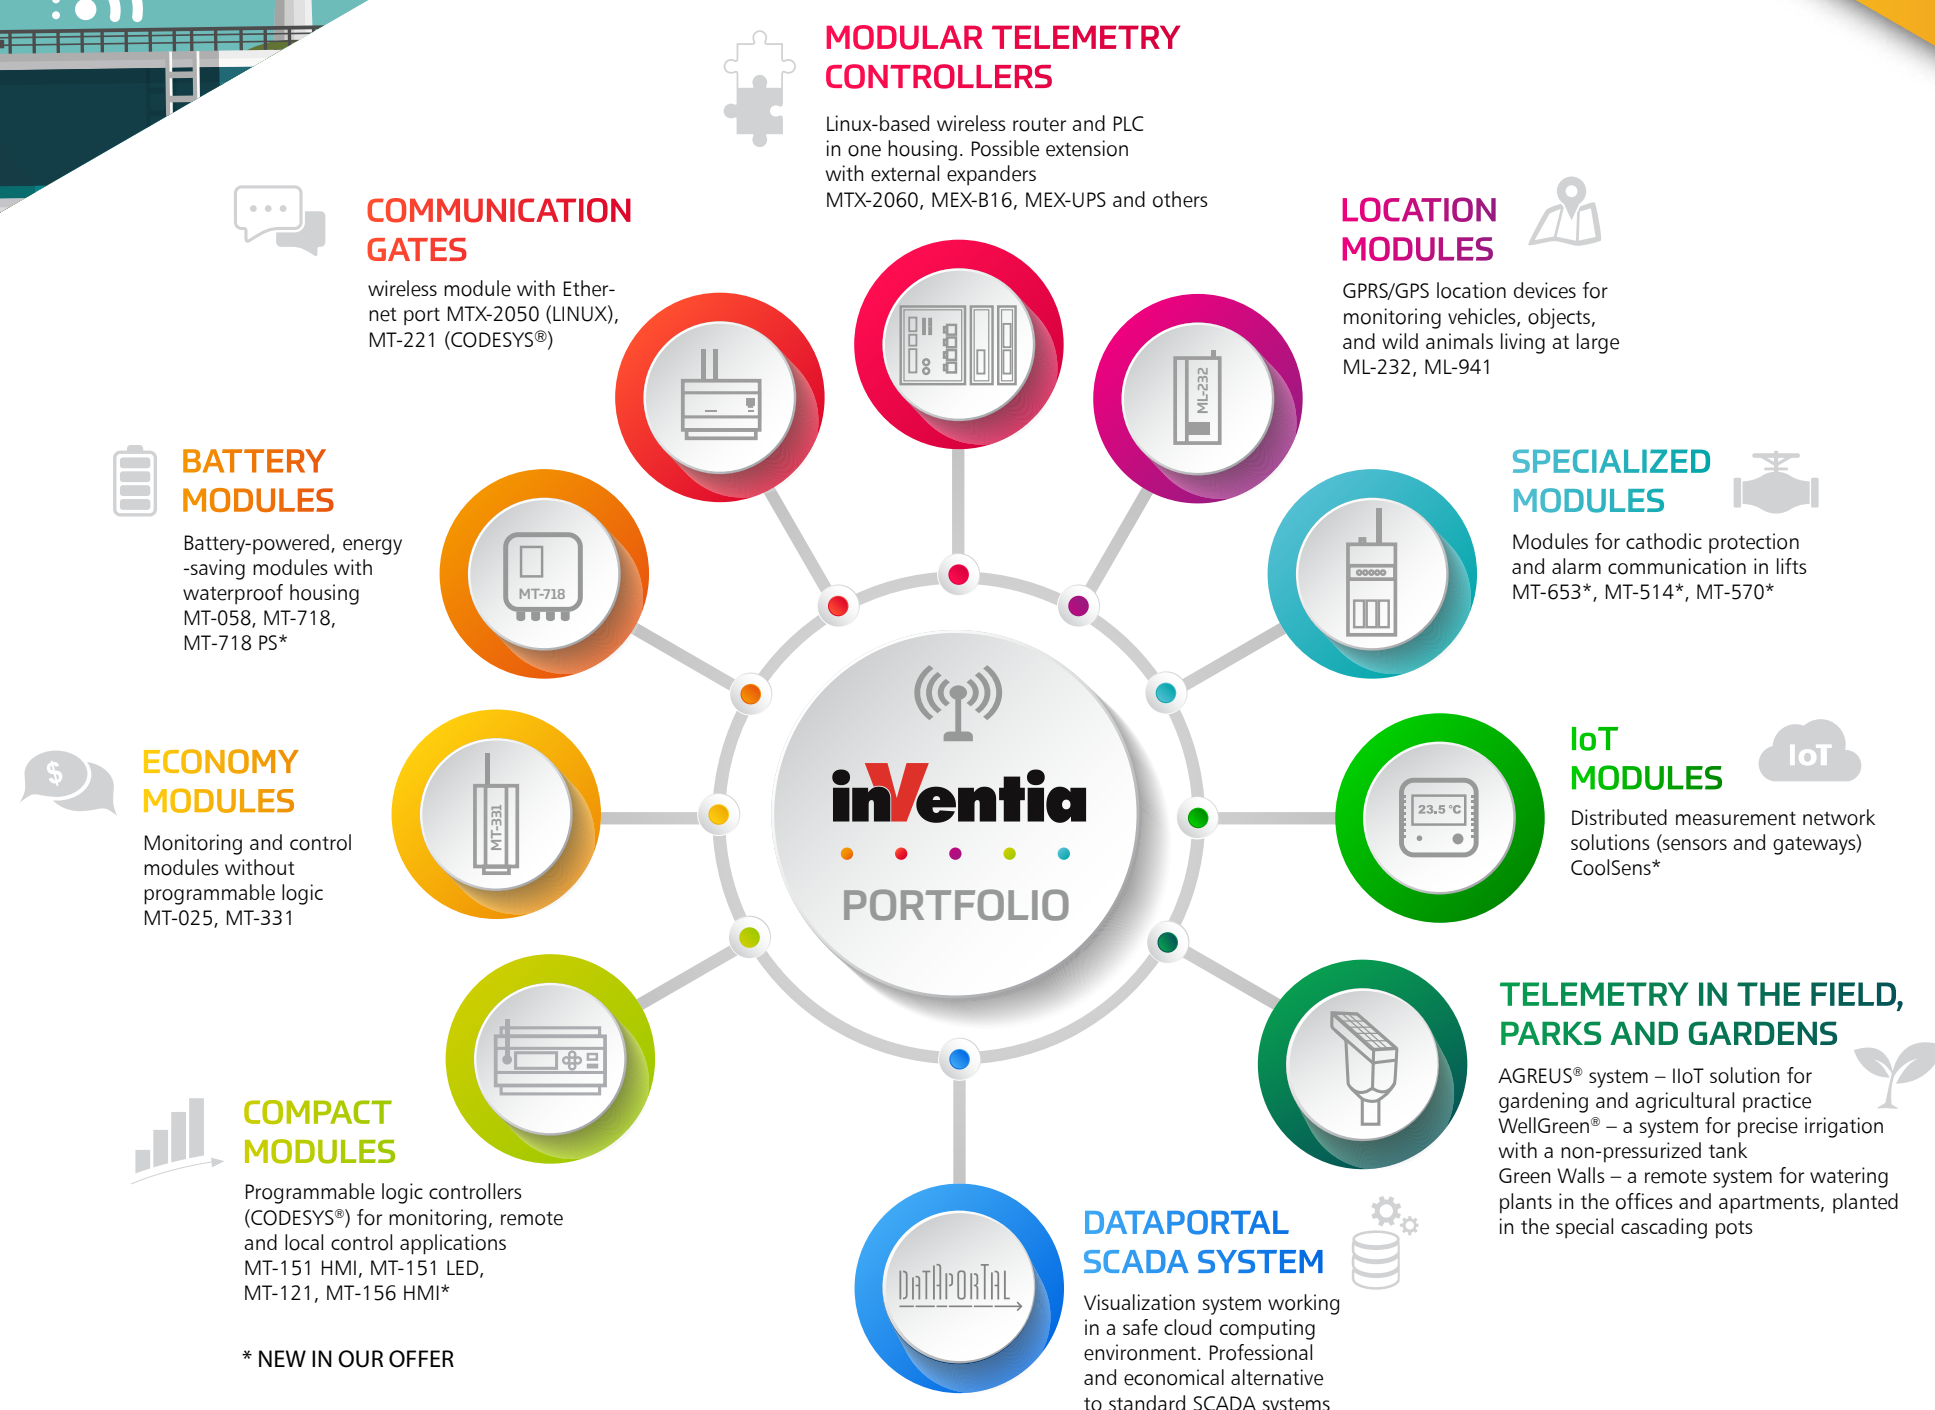 MODULAR TELEMETRY
CONTROLLERS
Linux-based wireless router and PLC
in one housing. Possible extension
with external expanders
MTX-2060, MEX-B16, MEX-UPS and others
COMMUNICATION
GATES
wireless module with Ether-
net port MTX-2050 (LINUX),
MT-221 (CODESYS®)
LOCATION
MODULES
GPRS/GPS location devices for
monitoring vehicles, objects,
and wild animals living at large
ML-232, ML-941
ML-232
BATTERY
MODULES
Battery-powered, energy
-saving modules with
waterproof housing
MT-058, MT-718,
MT-718 PS*
MT-718
SPECIALIZED
MODULES
Modules for cathodic protection
and alarm communication in lifts
MT-653*, MT-514*, MT-570*
ECONOMY
MODULES
Monitoring and control
modules without
programmable logic
MT-025, MT-331
$
MT-331
inVentia
PORTFOLIO
IoT
MODULES
IoT
Distributed measurement network
solutions (sensors and gateways)
CoolSens*
23.5 °C
COMPACT
MODULES
Programmable logic controllers
(CODESYS®) for monitoring, remote
and local control applications
MT-151 HMI, MT-151 LED,
MT-121, MT-156 HMI*
TELEMETRY IN THE FIELD,
PARKS AND GARDENS
AGREUS® system – IIoT solution for
gardening and agricultural practice
WellGreen® – a system for precise irrigation
with a non-pressurized tank
Green Walls – a remote system for watering
plants in the offices and apartments, planted
in the special cascading pots
DATAPORTAL
DATAPORTAL
SCADA SYSTEM
Visualization system working
in a safe cloud computing
environment. Professional
and economical alternative
to standard SCADA systems
* NEW IN OUR OFFER